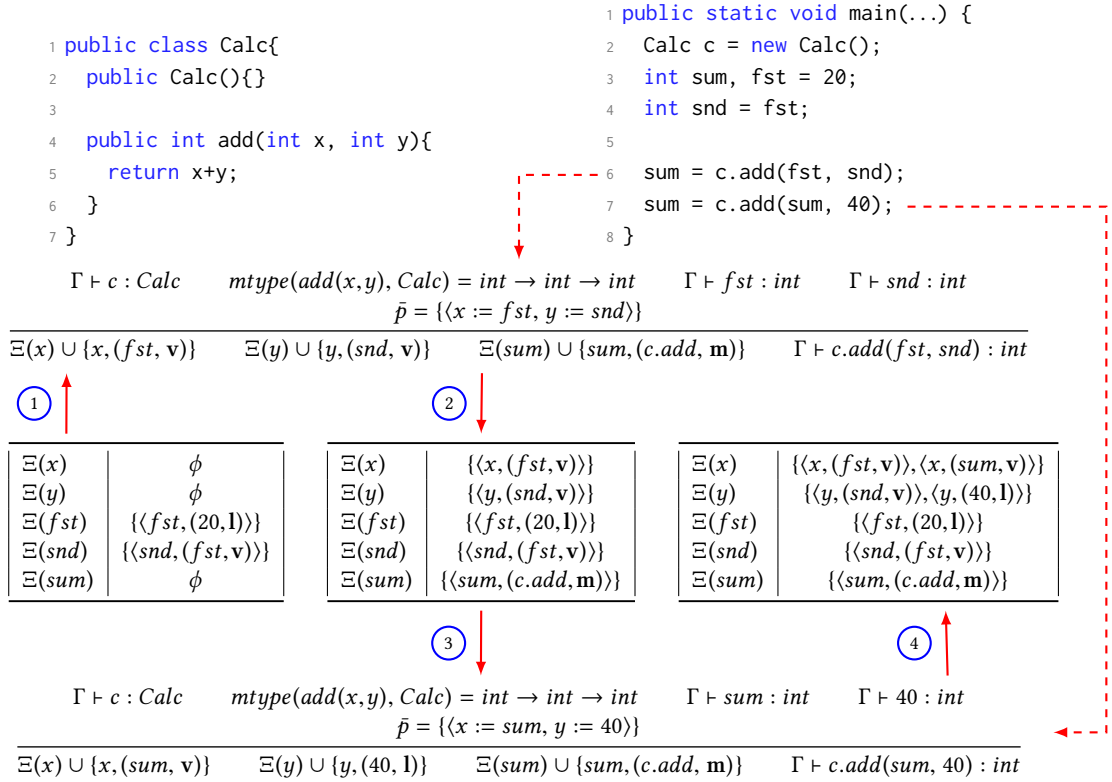 1 public class Calc{
2 public Calc(){}
3
4 public int add(int x, int y){
5 return x+y;
6 }
7 }
1 public static void main(...) {
2 Calc c = new Calc();
3 int sum, fst = 20;
4 int snd = fst;
5
6 sum = c.add(fst, snd);
7 sum = c.add(sum, 40);
8 }
Γ ⊢ c : Calc mtype(add(x,y), Calc) = int → int → int Γ ⊢ fst : int Γ ⊢ snd : int
p̄ = {⟨x := fst, y := snd⟩}
Ξ(x) ∪ {x,(fst, v)} Ξ(y) ∪ {y,(snd, v)} Ξ(sum) ∪ {sum,(c.add, m)} Γ ⊢ c.add(fst, snd) : int
1
2
Ξ(x) ϕ
Ξ(y) ϕ
Ξ(fst) {⟨fst,(20,l)⟩}
Ξ(snd) {⟨snd,(fst,v)⟩}
Ξ(sum) ϕ
Ξ(x) {⟨x,(fst,v)⟩}
Ξ(y) {⟨y,(snd,v)⟩}
Ξ(fst) {⟨fst,(20,l)⟩}
Ξ(snd) {⟨snd,(fst,v)⟩}
Ξ(sum) {⟨sum,(c.add,m)⟩}
Ξ(x) {⟨x,(fst,v)⟩,⟨x,(sum,v)⟩}
Ξ(y) {⟨y,(snd,v)⟩,⟨y,(40,l)⟩}
Ξ(fst) {⟨fst,(20,l)⟩}
Ξ(snd) {⟨snd,(fst,v)⟩}
Ξ(sum) {⟨sum,(c.add,m)⟩}
3
4
Γ ⊢ c : Calc mtype(add(x,y), Calc) = int → int → int Γ ⊢ sum : int Γ ⊢ 40 : int
p̄ = {⟨x := sum, y := 40⟩}
Ξ(x) ∪ {x,(sum, v)} Ξ(y) ∪ {y,(40, l)} Ξ(sum) ∪ {sum,(c.add, m)} Γ ⊢ c.add(sum, 40) : int